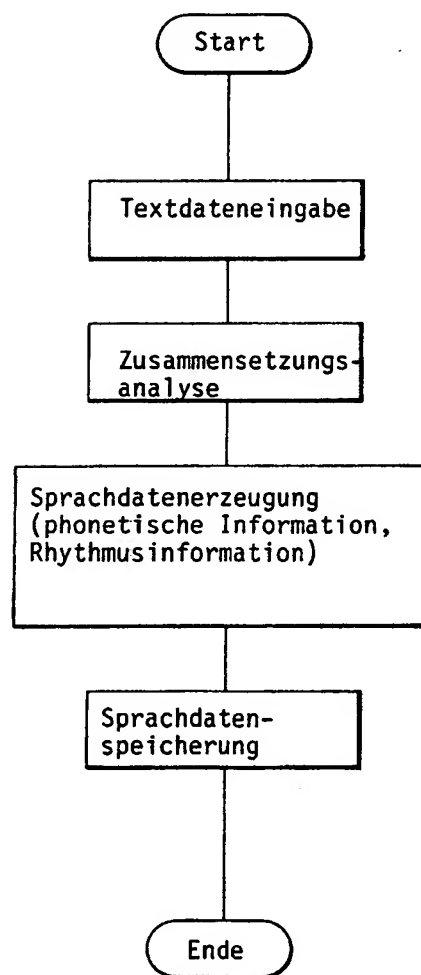 Start
Textdateneingabe
Zusammensetzungs-
analyse
Sprachdatenerzeugung
(phonetische Information,
Rhythmusinformation)
Sprachdaten-
speicherung
Ende